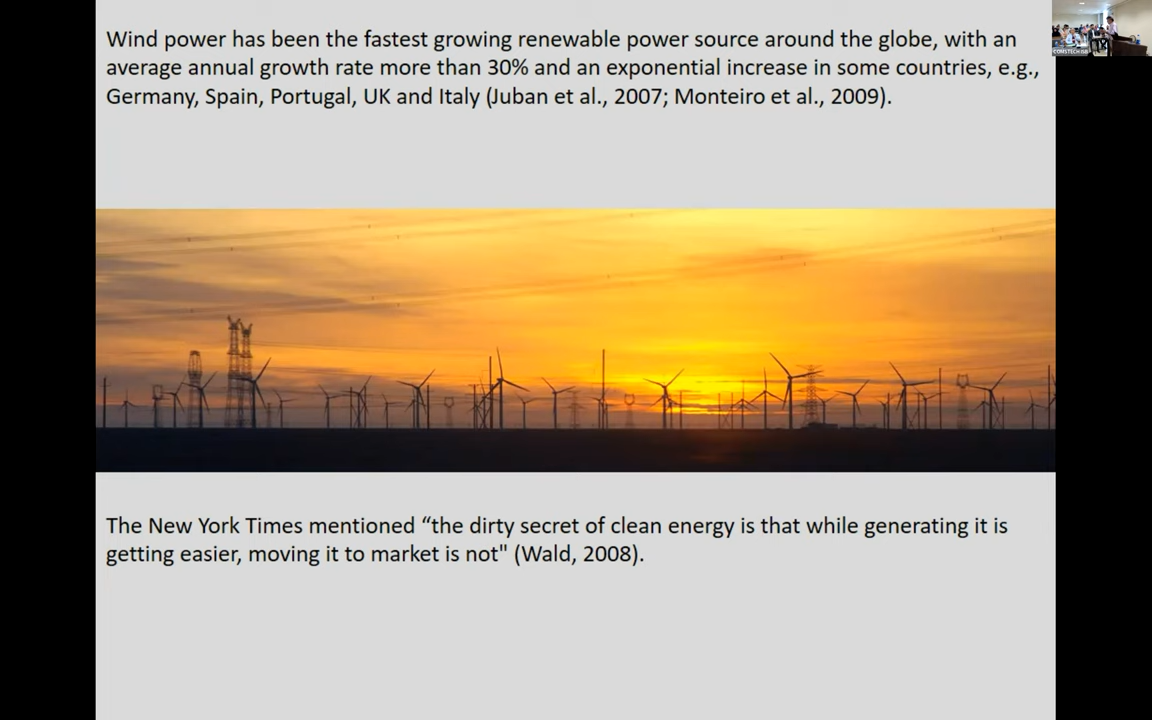 Wind power has been the fastest growing renewable power source around the globe, with an
average annual growth rate more than 30% and an exponential increase in some countries, e.g.,
Germany, Spain, Portugal, UK and Italy (Juban et al., 2007; Monteiro et al., 2009).
The New York Times mentioned “the dirty secret of clean energy is that while generating it is
getting easier, moving it to market is not" (Wald, 2008).